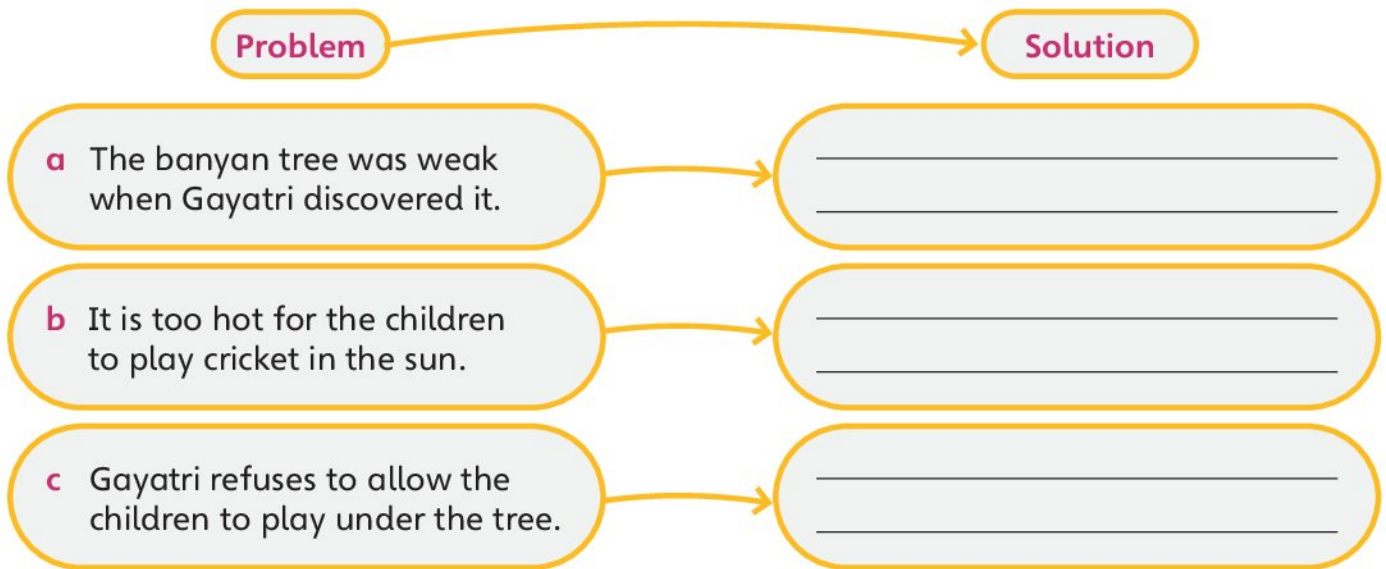 Problem
Solution
a The banyan tree was weak
when Gayatri discovered it.
b It is too hot for the children
to play cricket in the sun.
c Gayatri refuses to allow the
children to play under the tree.